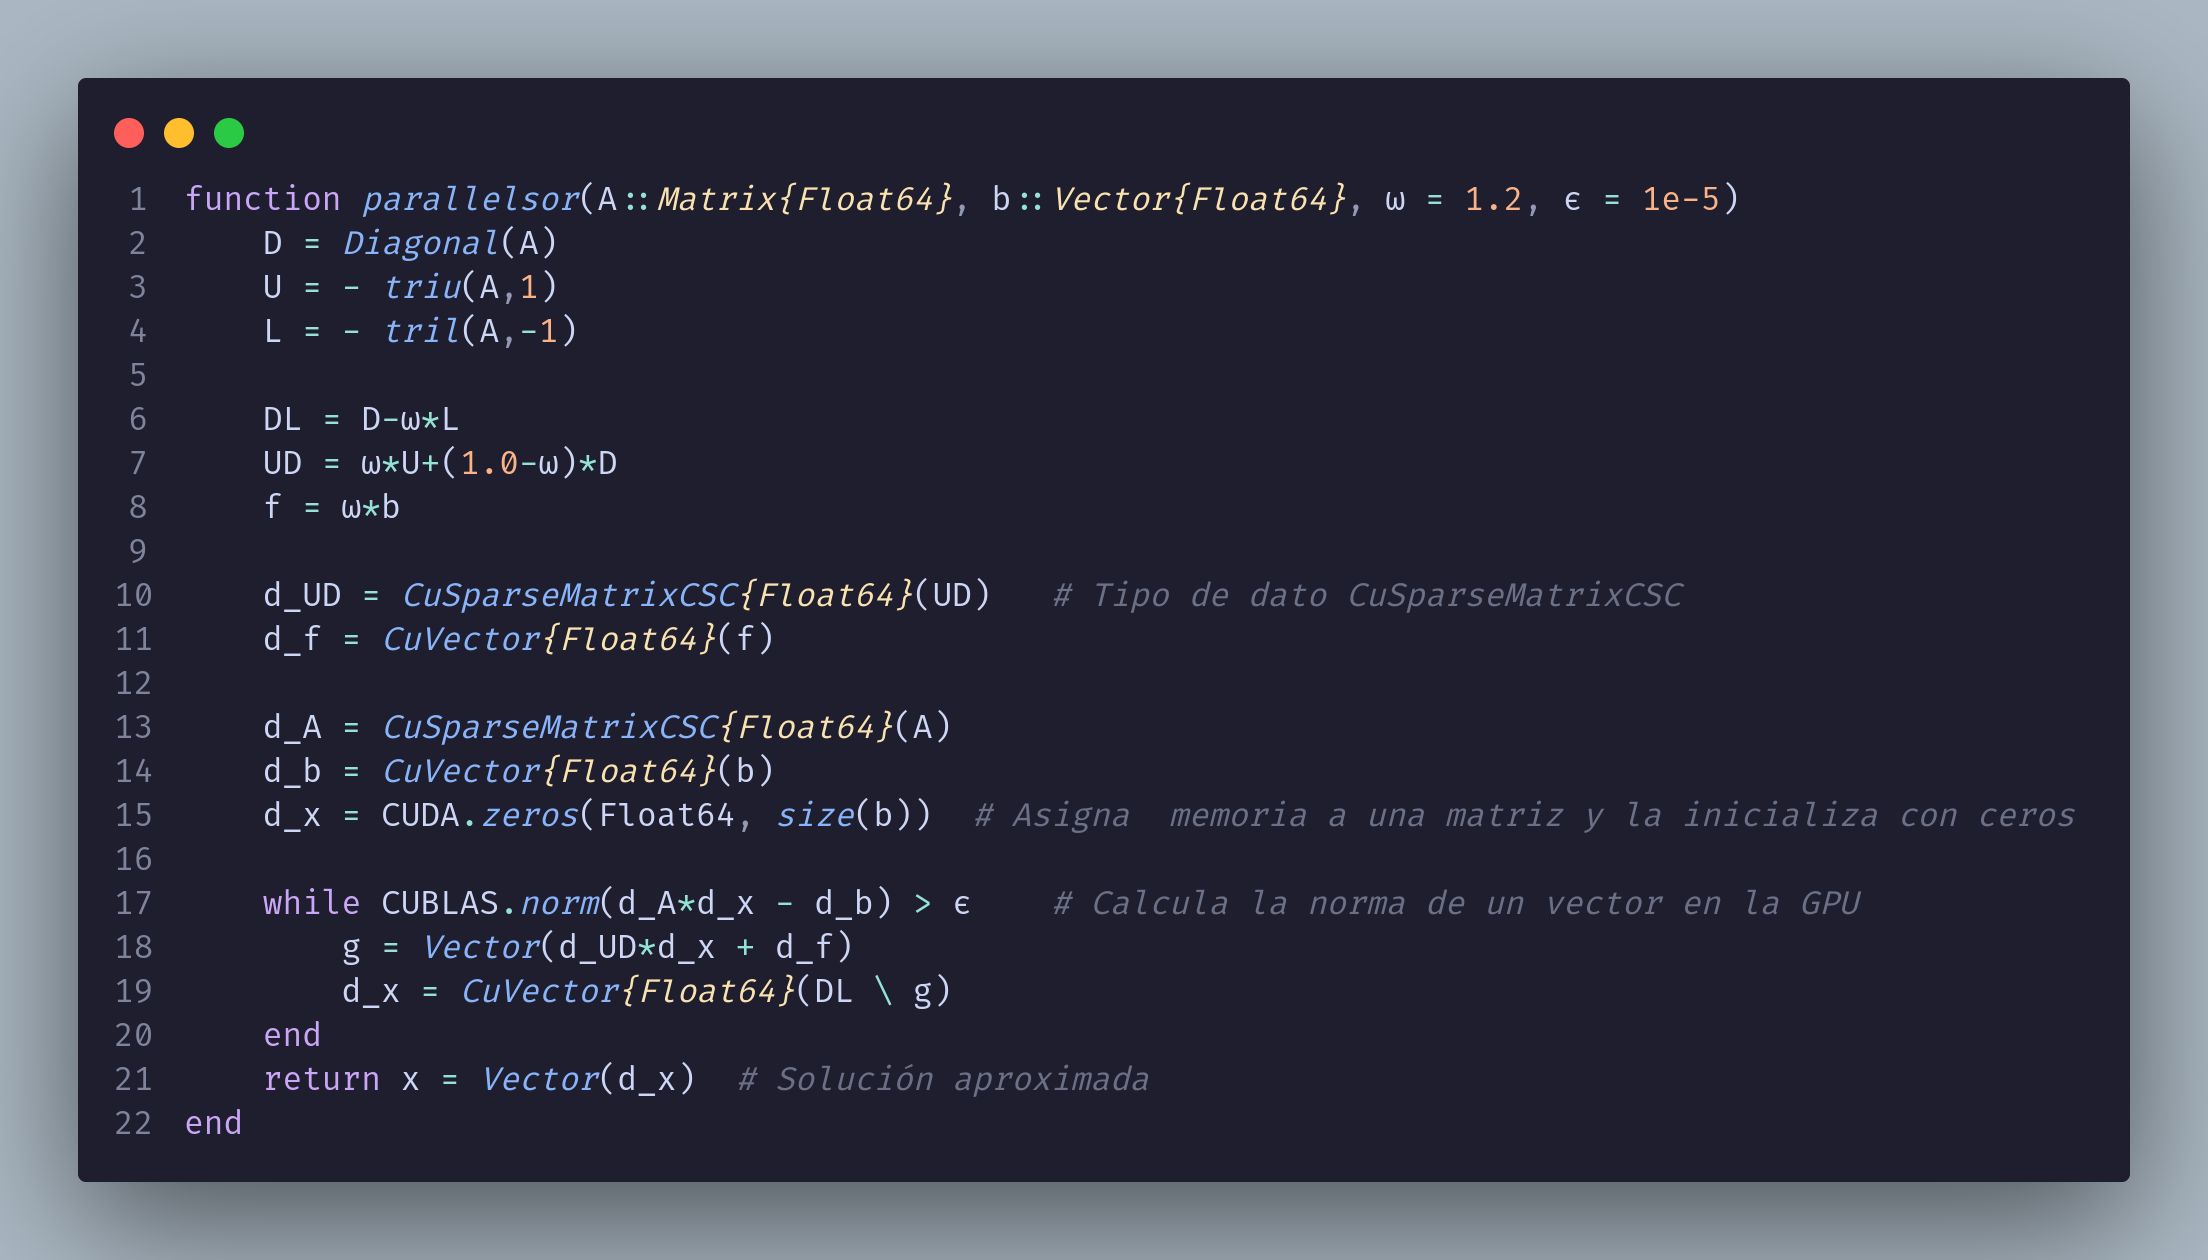 1 function parallelsor(A::Matrix{Float64}, b::Vector{Float64}, ω = 1.2, ϵ = 1e-5)
2     D = Diagonal(A)
3     U = - triu(A,1)
4     L = - tril(A,-1)
5
6     DL = D-ω*L
7     UD = ω*U+(1.0-ω)*D
8     f = ω*b
9
10     d_UD = CuSparseMatrixCSC{Float64}(UD)   # Tipo de dato CuSparseMatrixCSC
11     d_f = CuVector{Float64}(f)
12
13     d_A = CuSparseMatrixCSC{Float64}(A)
14     d_b = CuVector{Float64}(b)
15     d_x = CUDA.zeros(Float64, size(b))  # Asigna  memoria a una matriz y la inicializa con ceros
16
17     while CUBLAS.norm(d_A*d_x - d_b) > ϵ    # Calcula la norma de un vector en la GPU
18         g = Vector(d_UD*d_x + d_f)
19         d_x = CuVector{Float64}(DL \ g)
20     end
21     return x = Vector(d_x)  # Solución aproximada
22 end